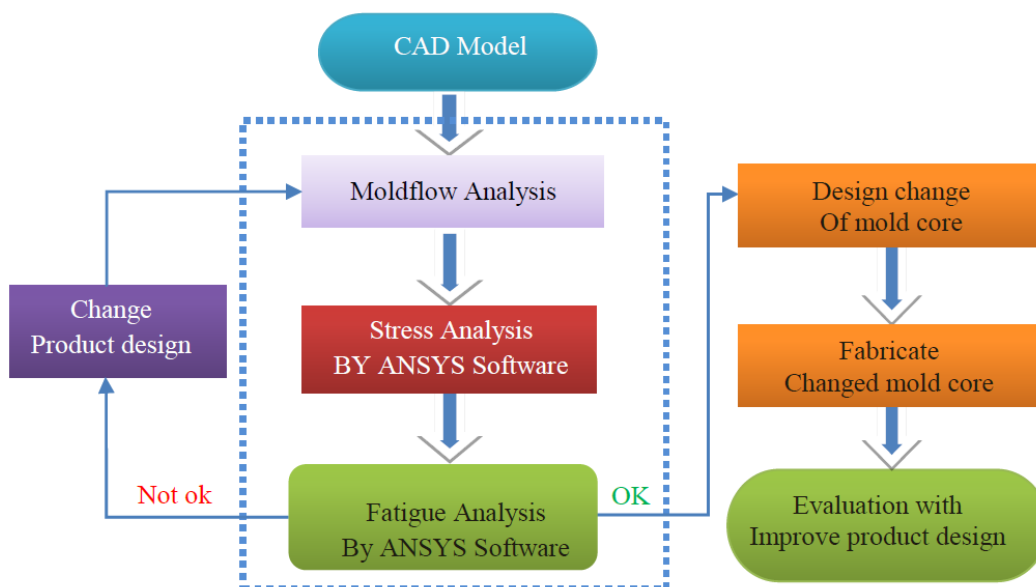 CAD Model
Moldflow Analysis
Stress Analysis
BY ANSYS Software
Fatigue Analysis
By ANSYS Software
Not ok
Change
Product design
OK
Design change
Of mold core
Fabricate
Changed mold core
Evaluation with
Improve product design